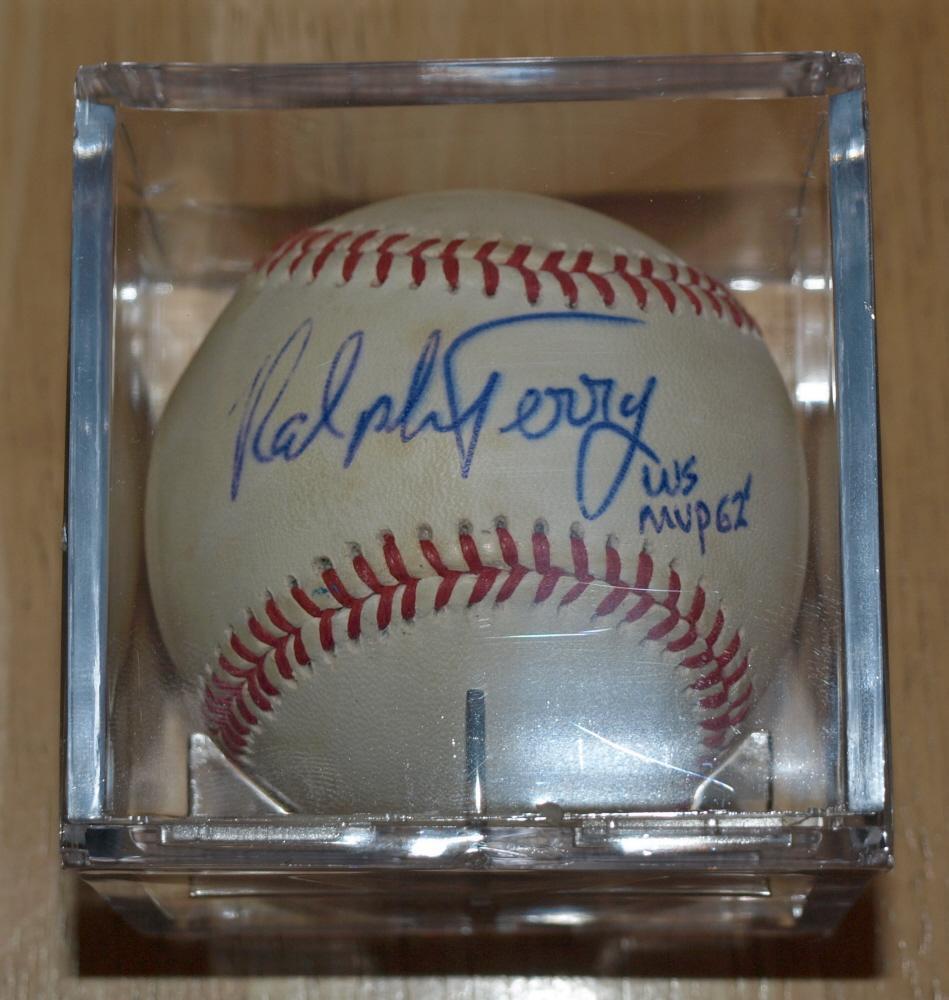 Ralph Terry
WS
MVP 62'